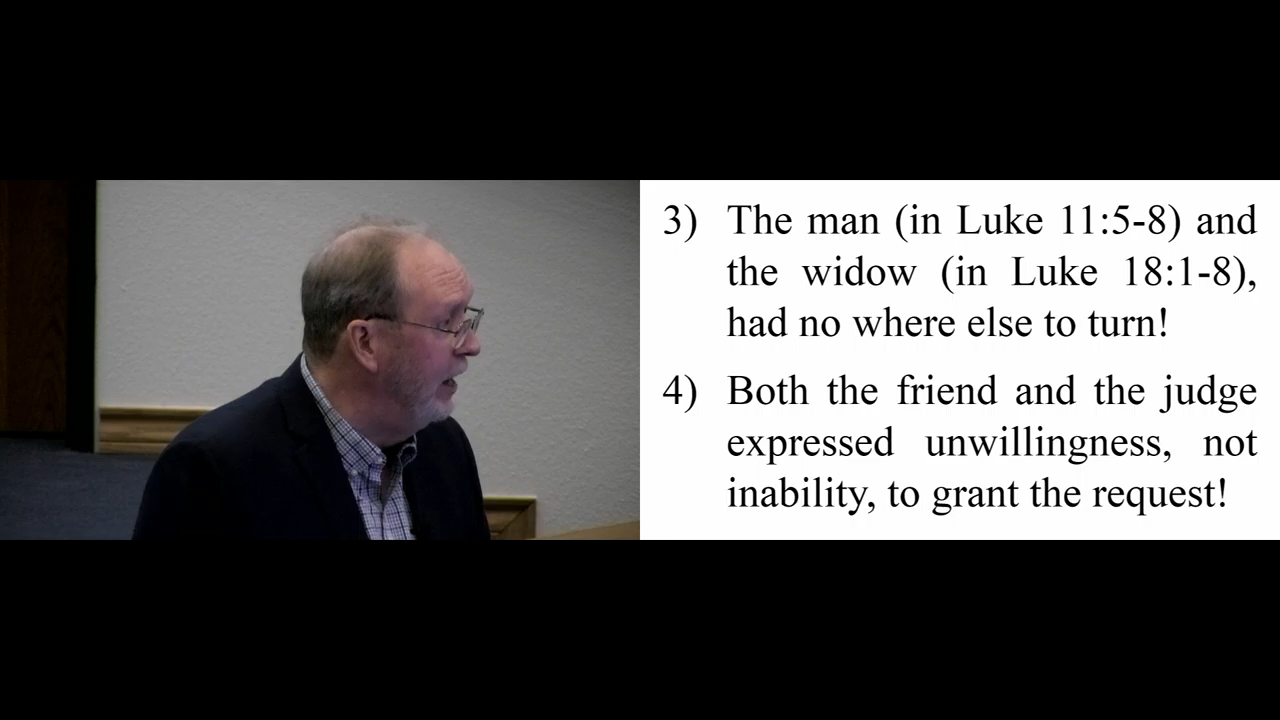 3) The man (in Luke 11:5-8) and
the widow (in Luke 18:1-8),
had no where else to turn!
4) Both the friend and the judge
expressed unwillingness, not
inability, to grant the request!